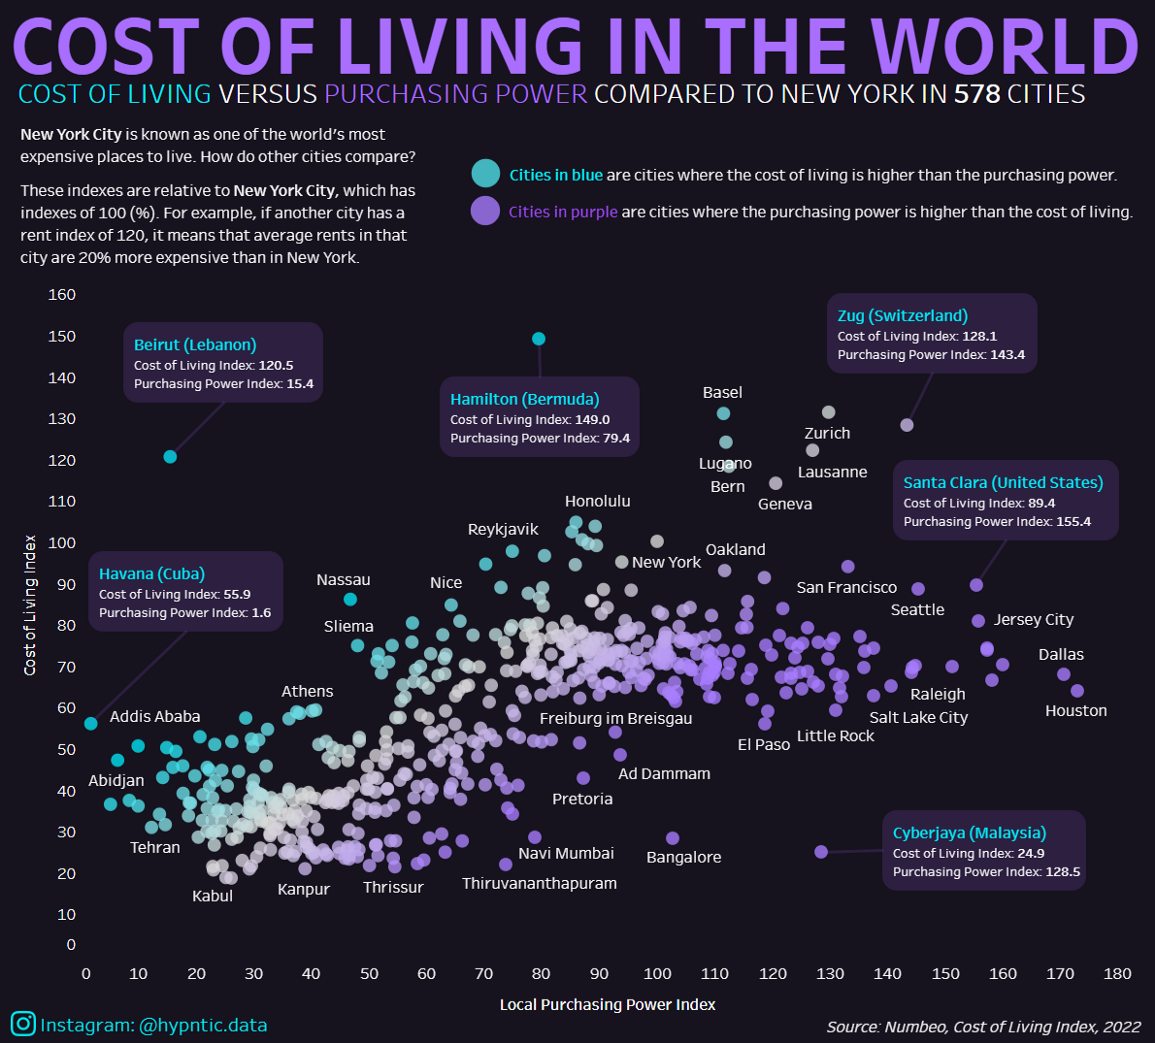 COST OF LIVING IN THE WORLD
COST OF LIVING VERSUS PURCHASING POWER COMPARED TO NEW YORK IN 578 CITIES
New York City is known as one of the world's most
expensive places to live. How do other cities compare?
These indexes are relative to New York City, which has
indexes of 100 (%). For example, if another city has a
rent index of 120, it means that average rents in that
city are 20% more expensive than in New York.
Cities in blue are cities where the cost of living is higher than the purchasing power.
Cities in purple are cities where the purchasing power is higher than the cost of living.
Cost of Living Index
160
150
140
130
120
110
100
90
80
70
60
50
40
30
20
10
0
Beirut (Lebanon)
Cost of Living Index: 120.5
Purchasing Power Index: 15.4
Hamilton (Bermuda)
Cost of Living Index: 149.0
Purchasing Power Index: 79.4
Zug (Switzerland)
Cost of Living Index: 128.1
Purchasing Power Index: 143.4
Basel
Zurich
Lugano
Lausanne
Bern
Geneva
Santa Clara (United States)
Cost of Living Index: 89.4
Purchasing Power Index: 155.4
Honolulu
Reykjavik
New York
Oakland
Havana (Cuba)
Cost of Living Index: 55.9
Purchasing Power Index: 1.6
Nassau
Nice
San Francisco
Seattle
Sliema
Jersey City
Dallas
Athens
Raleigh
Houston
Addis Ababa
Freiburg im Breisgau
Salt Lake City
El Paso
Little Rock
Abidjan
Ad Dammam
Pretoria
Tehran
Navi Mumbai
Bangalore
Cyberjaya (Malaysia)
Cost of Living Index: 24.9
Purchasing Power Index: 128.5
Kabul
Kanpur
Thrissur
Thiruvananthapuram
0
10
20
30
40
50
60
70
80
90
100
110
120
130
140
150
160
170
180
Local Purchasing Power Index
Instagram: @hypntic.data
Source: Numbeo, Cost of Living Index, 2022